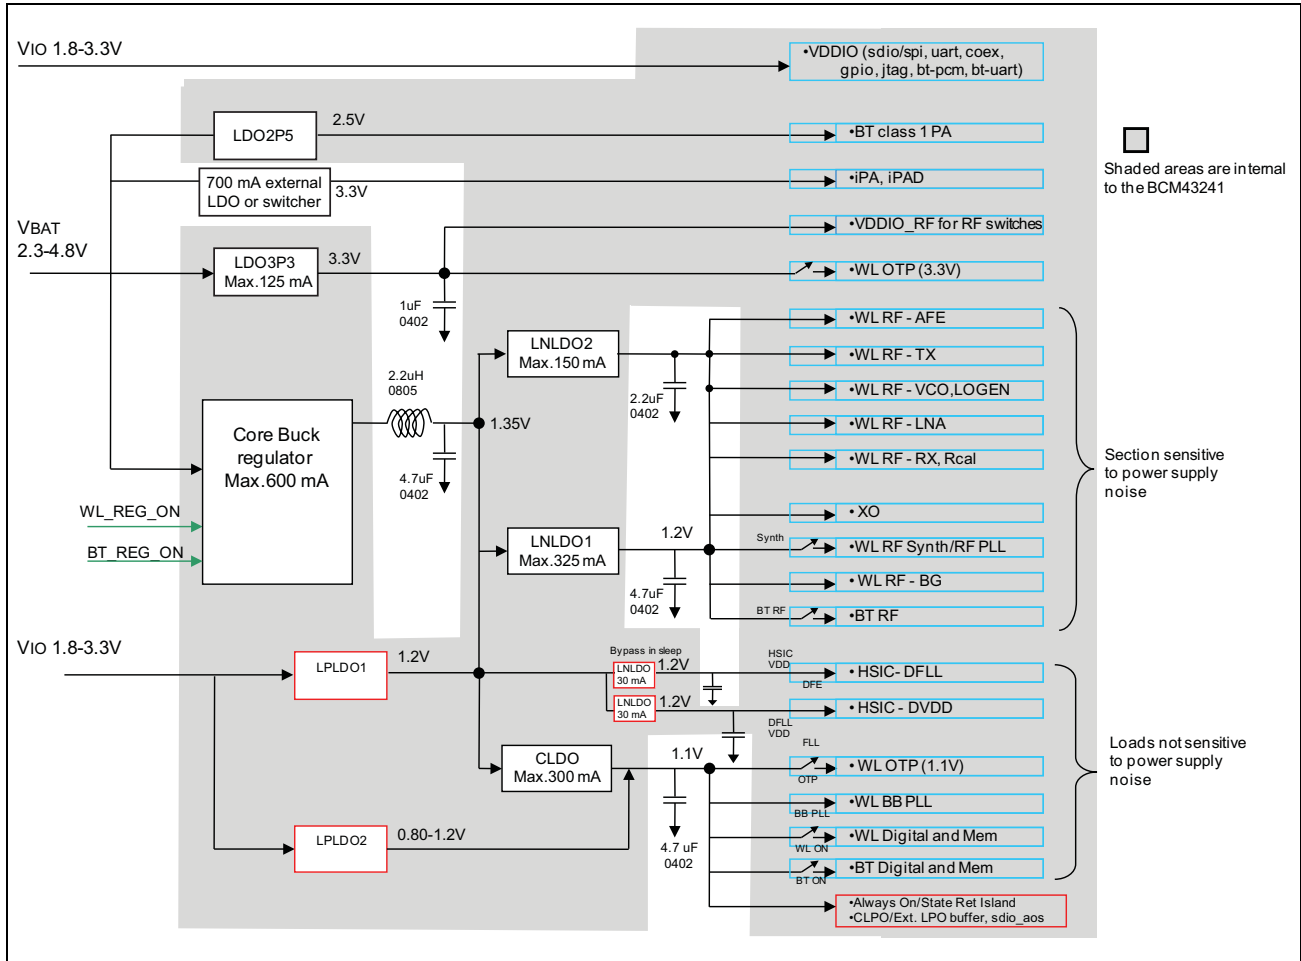 VIO 1.8-3.3V
•VDDIO (sdio/spi, uart, coex,
gpio, jtag, bt-pcm, bt-uart)
LDO2P5
2.5V
•BT class 1 PA
Shaded areas are internal
to the BCM43241
700 mA external
LDO or switcher
3.3V
•iPA, iPAD
VBAT
2.3-4.8V
•VDDIO_RF for RF switches
LDO3P3
Max.125 mA
3.3V
•WL OTP (3.3V)
1uF
0402
LNLDO2
Max.150 mA
•WL RF - AFE
•WL RF - TX
2.2uH
0805
2.2uF
0402
•WL RF - VCO,LOGEN
1.35V
•WL RF - LNA
Core Buck
regulator
Max.600 mA
4.7uF
0402
•WL RF - RX, Rcal
Section sensitive
to power supply
noise
WL_REG_ON
BT_REG_ON
• XO
LNLDO1
Max.325 mA
1.2V
Synth
•WL RF Synth/RF PLL
4.7uF
0402
• WL RF - BG
BT RF
•BT RF
VIO 1.8-3.3V
LPLDO1
1.2V
Bypass in sleep
LNLDO
30 mA
1.2V
HSIC
VDD
DFE
• HSIC- DFLL
LNLDO
30 mA
1.2V
DFLL
VDD
• HSIC - DVDD
CLDO
Max.300 mA
1.1V
FLL
OTP
• WL OTP (1.1V)
Loads not sensitive
to power supply
noise
BB PLL
•WL BB PLL
LPLDO2
0.80-1.2V
4.7 uF
0402
WL ON
•WL Digital and Mem
BT ON
•BT Digital and Mem
•Always On/State Ret Island
•CLPO/Ext. LPO buffer, sdio_aos